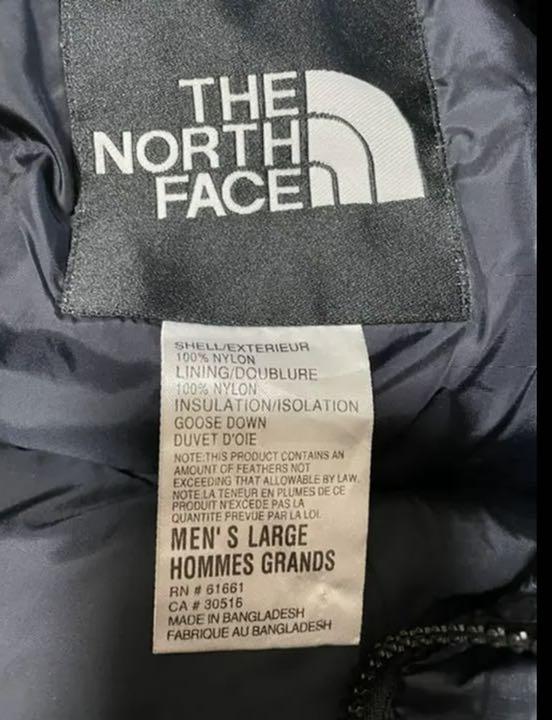 THE
NORTH
FACE
SHELL/EXTERIEUR
100% NYLON
LINING/DOUBLURE
100% NYLON
INSULATION/ISOLATION
GOOSE DOWN
DUVET D'OIE
NOTE:THIS PRODUCT CONTAINS AN
AMOUNT OF FEATHERS NOT
EXCEEDING THAT ALLOWABLE BY LAW.
NOTE:LA TENEUR EN PLUMES DE CE
PRODUIT N'EXCEDE PAS LA
QUANTITE PREVUE PAR LA LOI.
MEN'S LARGE
HOMMES GRANDS
RN # 61661
CA # 30516
MADE IN BANGLADESH
FABRIQUE AU BANGLADESH